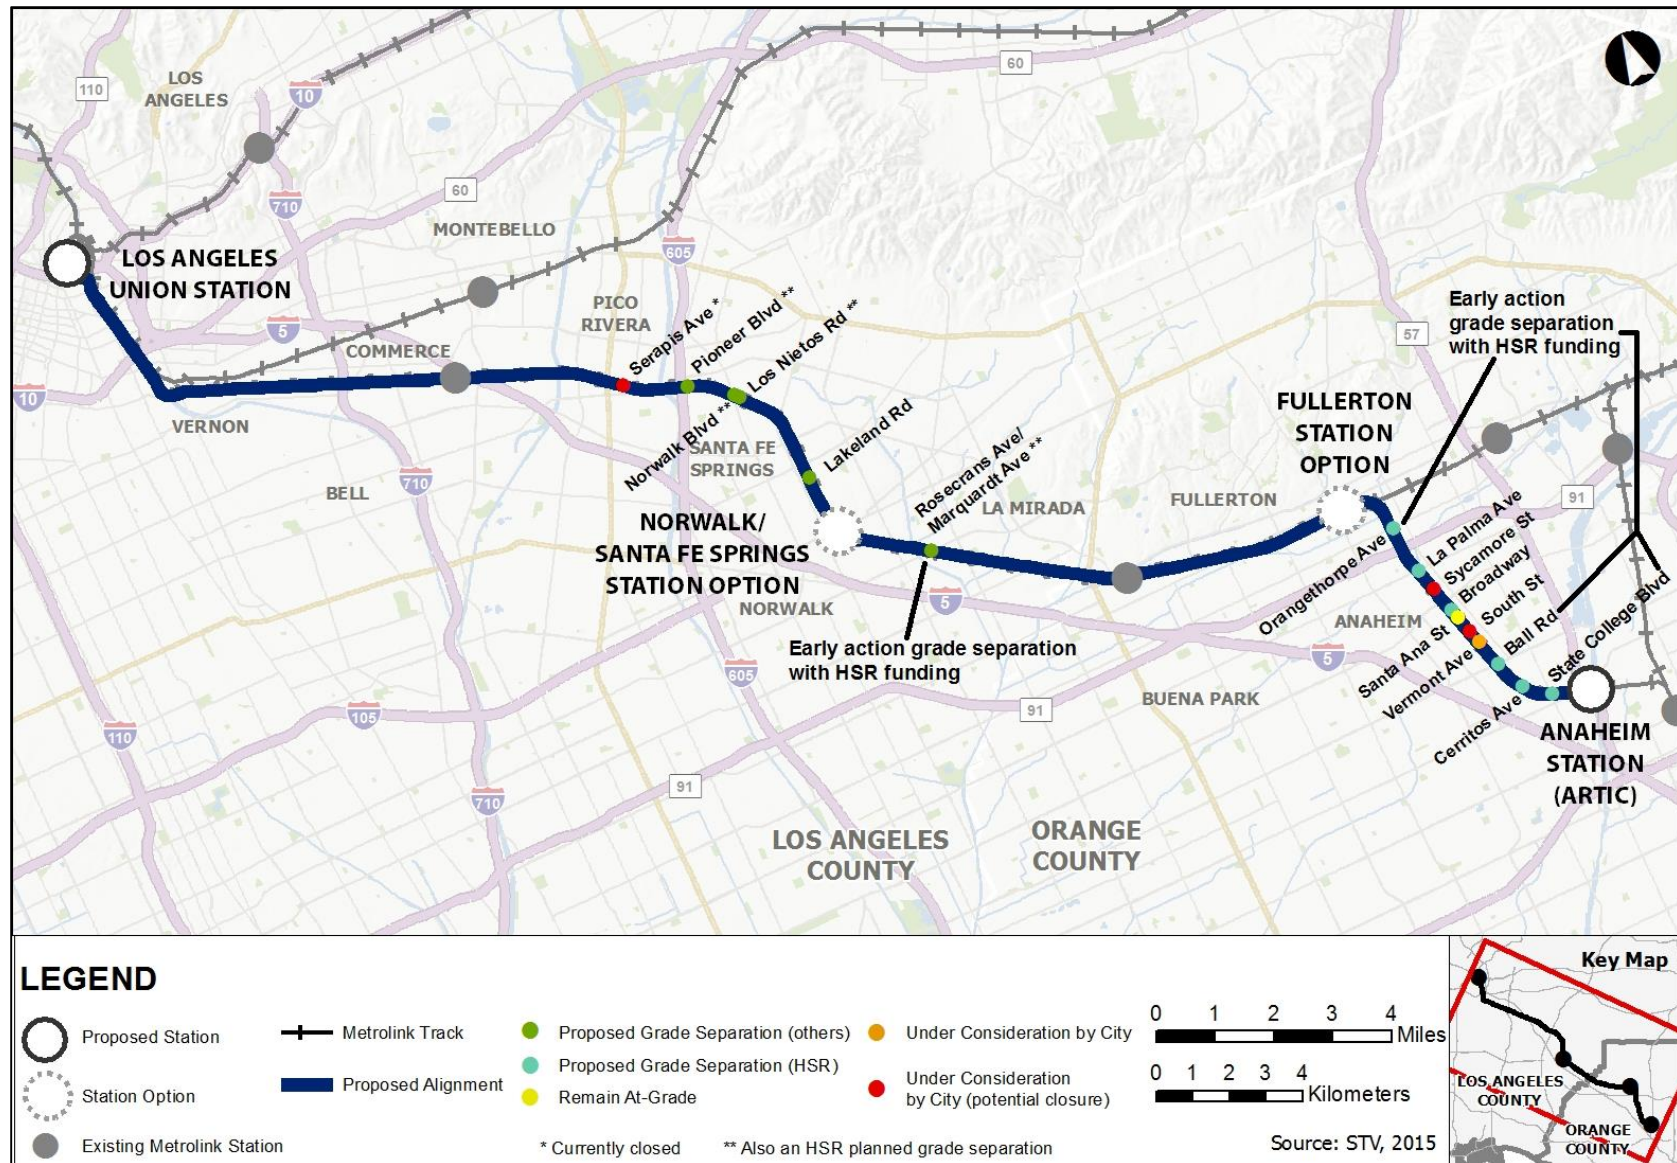 LOS
ANGELES
110
10
60
60
710
MONTEBELLO
605
LOS ANGELES
UNION STATION
PICO
RIVERA
Serapis Ave *
Pioneer Blvd **
Los Nietos Rd **
5
COMMERCE
10
VERNON
Norwalk Blvd **
SANTA FE
SPRINGS
Lakeland Rd
BELL
710
NORWALK/
SANTA FE SPRINGS
STATION OPTION
Rosecrans Ave/
Marquardt Ave **
LA MIRADA
FULLERTON
FULLERTON
STATION
OPTION
Early action
grade separation
with HSR funding
57
91
Orangethorpe Ave
La Palma Ave
Sycamore St
Broadway
South St
Ball Rd
State College Blvd
ANAHEIM
Santa Ana St
Vermont Ave
Cerritos Ave
NORWALK
5
Early action grade separation
with HSR funding
5
605
BUENA PARK
91
105
110
91
710
ANAHEIM
STATION
(ARTIC)
LOS ANGELES
COUNTY
ORANGE
COUNTY
LEGEND
Proposed Station
Station Option
Existing Metrolink Station
Metrolink Track
Proposed Alignment
Proposed Grade Separation (others)
Proposed Grade Separation (HSR)
Remain At-Grade
Under Consideration by City
Under Consideration
by City (potential closure)
* Currently closed
** Also an HSR planned grade separation
0 1 2 3 4
Miles
0 1 2 3 4
Kilometers
Source: STV, 2015
Key Map
LOS ANGELES
COUNTY
ORANGE
COUNTY